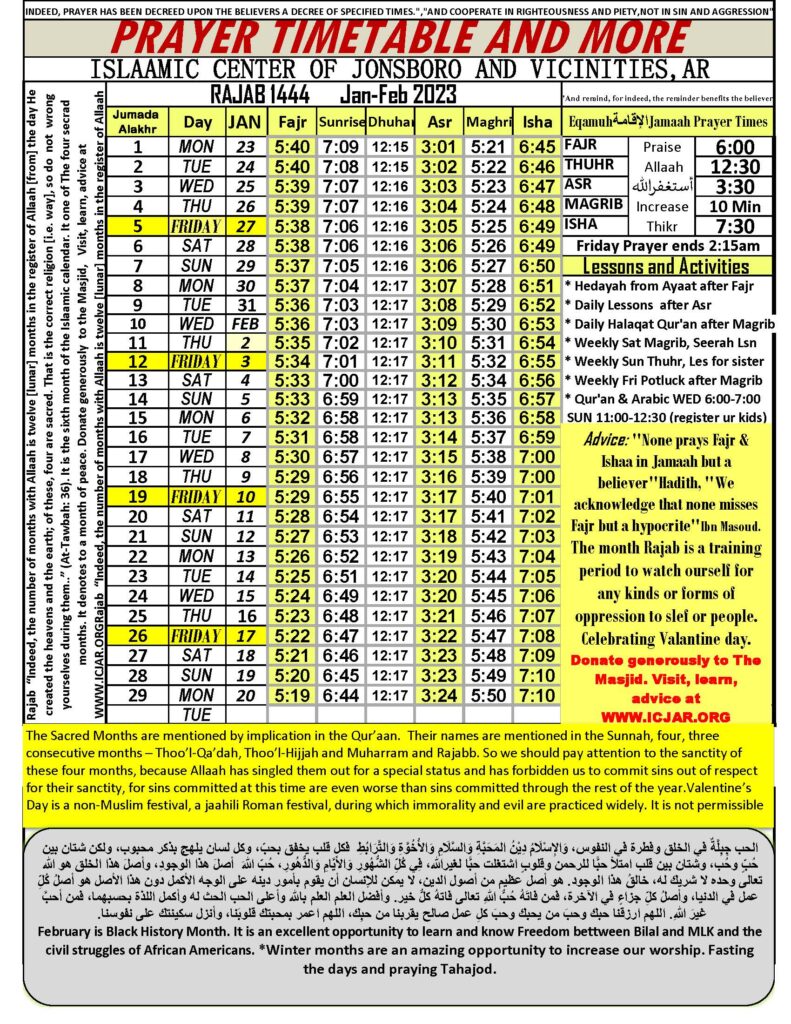 INDEED, PRAYER HAS BEEN DECREED UPON THE BELIEVERS A DECREE OF SPECIFIED TIMES.","AND COOPERATE IN RIGHTEOUSNESS AND PIETY,NOT IN SIN AND AGGRESSION"
PRAYER TIMETABLE AND MORE
ISLAAMIC CENTER OF JONSBORO AND VICINITIES,AR
RAJAB 1444 Jan-Feb 2023
"And remind, for indeed, the reminder benefits the believer
Rajab "Indeed, the number of months with Allaah is twelve [lunar] months in the register of Allaah [from] the day He
created the heavens and the earth; of these, four are sacred. That is the correct religion [i.e. way], so do not wrong
yourselves during them.." (At-Tawbah: 36). It is the sixth month of the Islaamic calendar. It one of The four secrad
months. It denotes to a month of peace. Donate generously to the Masjid, Visit, learn, advice at
WWW.ICJAR.ORGRajab "Indeed, the number of months with Allaah is twelve [lunar] months in the register of Allaah
Jumada Alakhr Day JAN Fajr Sunrise Dhuhar Asr Maghri Isha
1 MON 23 5:40 7:09 12:15 3:01 5:21 6:45
2 TUE 24 5:40 7:08 12:15 3:02 5:22 6:46
3 WED 25 5:39 7:07 12:16 3:03 5:23 6:47
4 THU 26 5:39 7:07 12:16 3:04 5:24 6:48
5 FRIDAY 27 5:38 7:06 12:16 3:05 5:25 6:49
6 SAT 28 5:38 7:06 12:16 3:06 5:26 6:49
7 SUN 29 5:37 7:05 12:16 3:06 5:27 6:50
8 MON 30 5:37 7:04 12:17 3:07 5:28 6:51
9 TUE 31 5:36 7:03 12:17 3:08 5:29 6:52
10 WED FEB 5:36 7:03 12:17 3:09 5:30 6:53
11 THU 2 5:35 7:02 12:17 3:10 5:31 6:54
12 FRIDAY 3 5:34 7:01 12:17 3:11 5:32 6:55
13 SAT 4 5:33 7:00 12:17 3:12 5:34 6:56
14 SUN 5 5:33 6:59 12:17 3:13 5:35 6:57
15 MON 6 5:32 6:58 12:17 3:13 5:36 6:58
16 TUE 7 5:31 6:58 12:17 3:14 5:37 6:59
17 WED 8 5:30 6:57 12:17 3:15 5:38 7:00
18 THU 9 5:29 6:56 12:17 3:16 5:39 7:00
19 FRIDAY 10 5:29 6:55 12:17 3:17 5:40 7:01
20 SAT 11 5:28 6:54 12:17 3:17 5:41 7:02
21 SUN 12 5:27 6:53 12:17 3:18 5:42 7:03
22 MON 13 5:26 6:52 12:17 3:19 5:43 7:04
23 TUE 14 5:25 6:51 12:17 3:20 5:44 7:05
24 WED 15 5:24 6:49 12:17 3:20 5:45 7:06
25 THU 16 5:23 6:48 12:17 3:21 5:46 7:07
26 FRIDAY 17 5:22 6:47 12:17 3:22 5:47 7:08
27 SAT 18 5:21 6:46 12:17 3:23 5:48 7:09
28 SUN 19 5:20 6:45 12:17 3:23 5:49 7:10
29 MON 20 5:19 6:44 12:17 3:24 5:50 7:10
TUE
Eqamuh الإقامة Jamaah Prayer Times
FAJR Praise 6:00
THUHR Allaah 12:30
ASR أستغفرالله 3:30
MAGRIB Increase 10 Min
ISHA Thikr 7:30
Friday Prayer ends 2:15am
Lessons and Activities
* Hedayah from Ayaat after Fajr
* Daily Lessons after Asr
* Daily Halaqat Qur'an after Magrib
* Weekly Sat Magrib, Seerah Lsn
* Weekly Sun Thuhr, Les for sister
* Weekly Fri Potluck after Magrib
* Qur'an & Arabic WED 6:00-7:00
SUN 11:00-12:30 (register ur kids)
Advice: "None prays Fajr &
Ishaa in Jamaah but a
believer"Hadith, "We
acknowledge that none misses
Fajr but a hypocrite"Ibn Masoud.
The month Rajab is a training
period to watch ourself for
any kinds or forms of
oppression to slef or people.
Celebrating Valantine day.
Donate generously to The
Masjid. Visit, learn,
advice at
WWW.ICJAR.ORG
The Sacred Months are mentioned by implication in the Qur'aan. Their names are mentioned in the Sunnah, four, three
consecutive months – Thoo'l-Qa'dah, Thoo'l-Hijjah and Muharram and Rajabb. So we should pay attention to the sanctity of
these four months, because Allaah has singled them out for a special status and has forbidden us to commit sins out of respect
for their sanctity, for sins committed at this time are even worse than sins committed through the rest of the year.Valentine's
Day is a non-Muslim festival, a jaahili Roman festival, during which immorality and evil are practiced widely. It is not permissible
الحب جبِلَّةٌ في الخلق وفطرة في النفوس، وَالإسْلَامَ دِيْنُ المَحَبَّةِ وَالسَّلَامِ وَالأُخُوَّةِ وَالتَّرَابُطِ فكل قلب يخفق بحبّ، وكل لسان يلهج بذكر محبوب، ولكن شتان بين
حُبّ وحُب، وشتان بين قلب امتلأ حبًّا للرحمن وقلوب اشتغلت حبًّا لغيرالله، فِي كُلِّ الشُّهُورِ وَالأيَّامِ وَالدُّهُورِ، حُبُّ اللهَ أصلُ هذا الوجودِ، وأصلُ هذا الخلق هو الله
تعالى وحده لا شريكَ له، خالقُ هذا الوجود. هو أصل عظيم من أصول الدين، لا يمكن للإنسان أن يقوم بأمور دينه على الوجه الأكمل دون هذا الأصل هو أصلُ كُلِّ
عمل في الدنيا، وأصلُ كلِّ جزاءٍ في الآخرة، فمن فاتَهُ حُبُّ اللهِ تعالى فاتهُ كلُّ خير. وأفضل العلم العلم بالله وأعلى الحب الحث له وأكمل اللذة بحسبهما، فمن أحبَّ
غيرَ اللهِ. اللهم ارزقنا حبك وحبَ من يحبك وحبَ كلِ عمل صالح يقربنا من حبك، اللهم اعمر بمحبتك قلوبَنا، وأنزل سكينتك على نفوسنا.
February is Black History Month. It is an excellent opportunity to learn and know Freedom bettween Bilal and MLK and the
civil struggles of African Americans. *Winter months are an amazing opportunity to increase our worship. Fasting
the days and praying Tahajod.